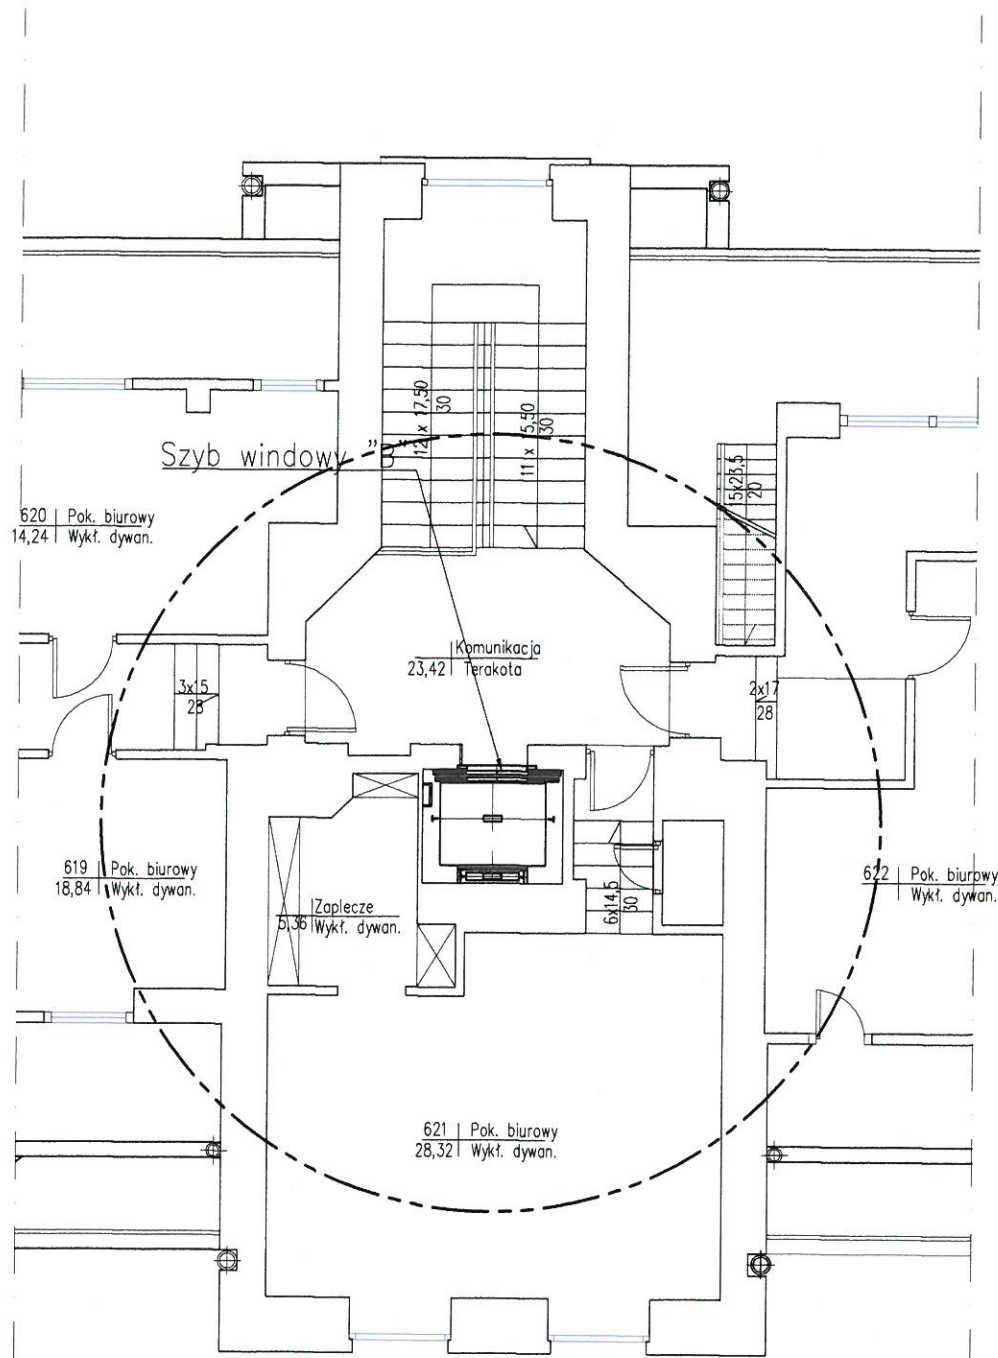 12 x 17,50
30
11 x 5,50
30
Szyb windowy „B”
15x23,5
20
620 Pok. biurowy
14,24 Wykł. dywan.
Komunikacja
23,42 Terakota
3x15
28
2x17
28
619 Pok. biurowy
18,84 Wykł. dywan.
622 Pok. biurowy
Wykł. dywan.
Zaplecze
5,36 Wykł. dywan.
6x14,5
30
621 Pok. biurowy
28,32 Wykł. dywan.